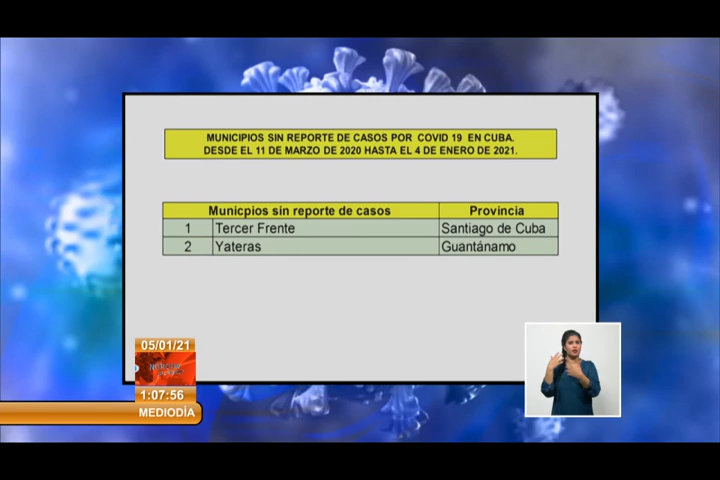 MUNICIPIOS SIN REPORTE DE CASOS POR COVID 19 EN CUBA.
DESDE EL 11 DE MARZO DE 2020 HASTA EL 4 DE ENERO DE 2021.
Municpios sin reporte de casos Provincia
1 Tercer Frente Santiago de Cuba
2 Yateras Guantánamo
05/01/21
1:07:56
MEDIODÍA